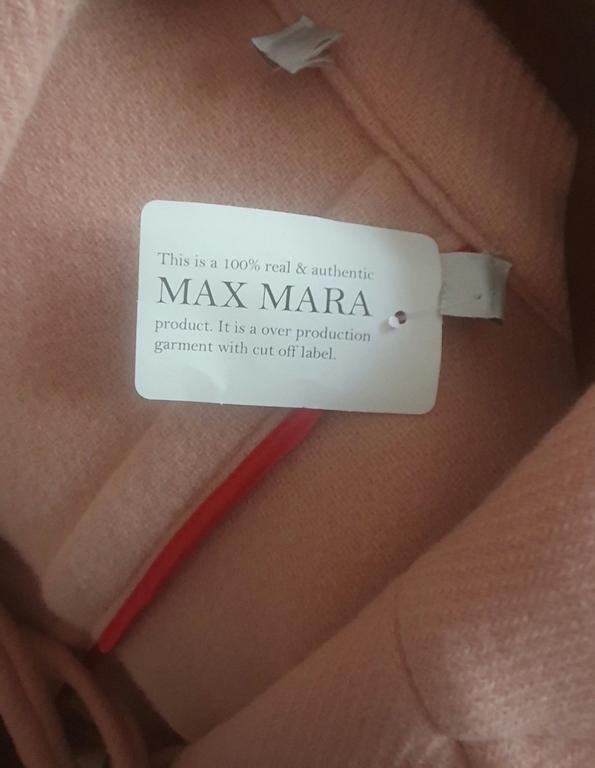 This is a 100% real & authentic
MAX MARA
product. It is a over production
garment with cut off label.